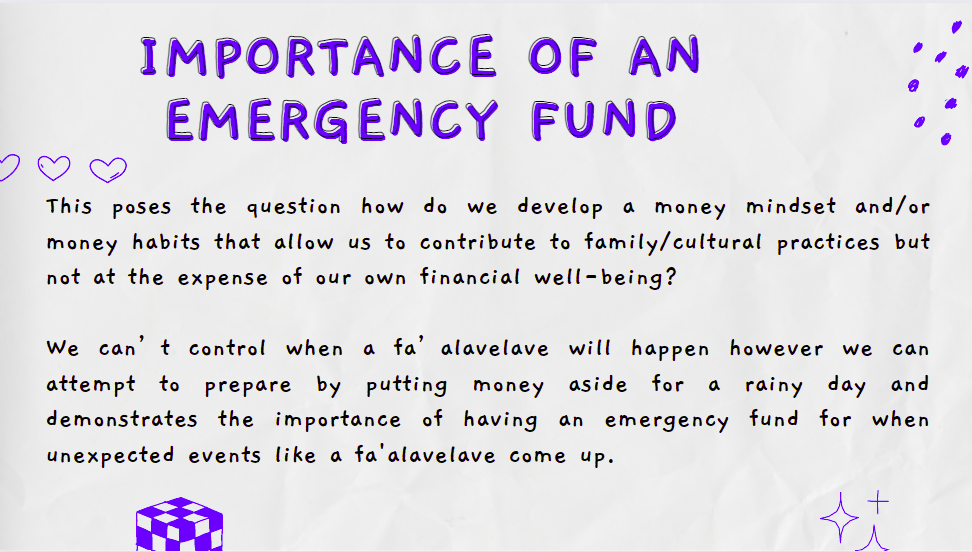 IMPORTANCE OF AN
EMERGENCY FUND
This poses the question how do we develop a money mindset and/or
money habits that allow us to contribute to family/cultural practices but
not at the expense of our own financial well-being?
We can' t control when a fa' alavelave will happen however we can
attempt to prepare by putting money aside for a rainy day and
demonstrates the importance of having an emergency fund for when
unexpected events like a fa'alavelave come up.